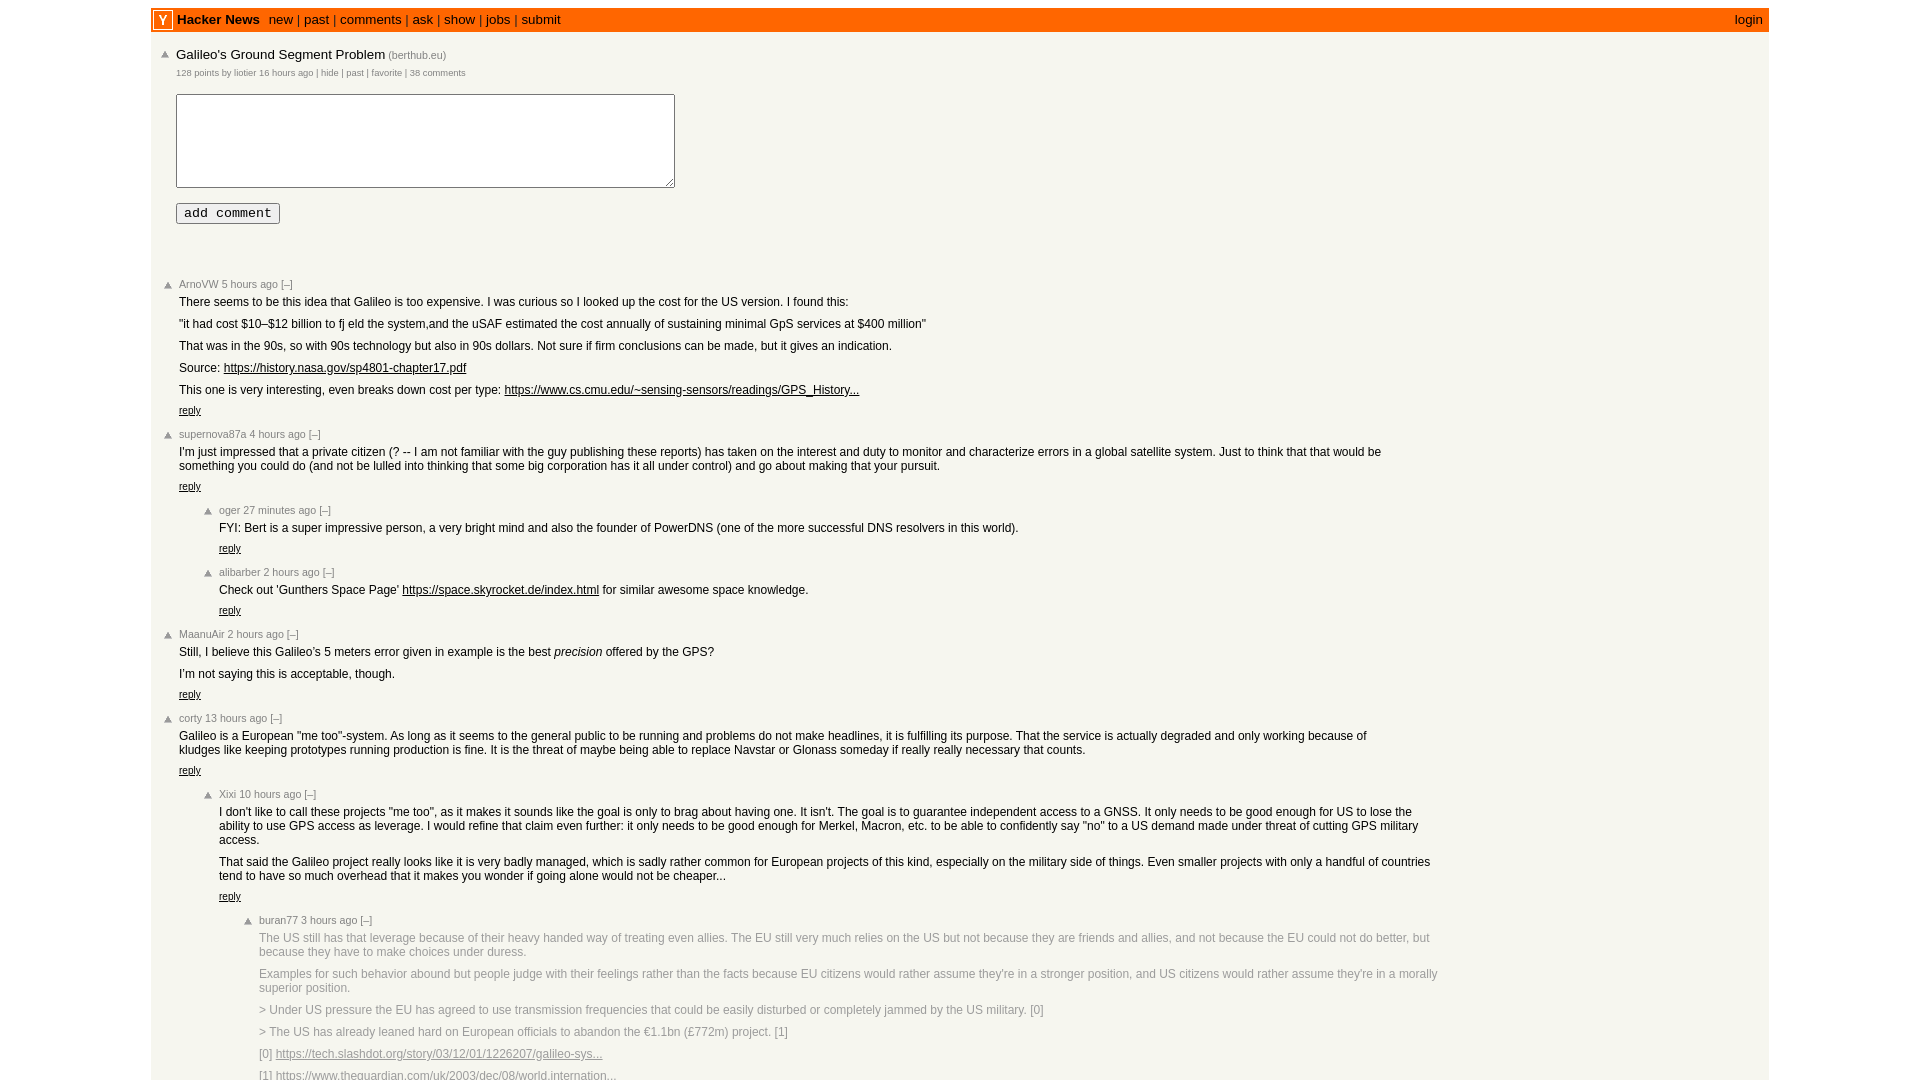 Y Hacker News new | past | comments | ask | show | jobs | submit login
Galileo's Ground Segment Problem (berthub.eu)
128 points by liotier 16 hours ago | hide | past | favorite | 38 comments
add comment
ArnoVW 5 hours ago [–]
There seems to be this idea that Galileo is too expensive. I was curious so I looked up the cost for the US version. I found this:
"it had cost $10–$12 billion to fj eld the system,and the uSAF estimated the cost annually of sustaining minimal GpS services at $400 million"
That was in the 90s, so with 90s technology but also in 90s dollars. Not sure if firm conclusions can be made, but it gives an indication.
Source: https://history.nasa.gov/sp4801-chapter17.pdf
This one is very interesting, even breaks down cost per type: https://www.cs.cmu.edu/~sensing-sensors/readings/GPS_History...
reply
supernova87a 4 hours ago [–]
I'm just impressed that a private citizen (? -- I am not familiar with the guy publishing these reports) has taken on the interest and duty to monitor and characterize errors in a global satellite system. Just to think that that would be
something you could do (and not be lulled into thinking that some big corporation has it all under control) and go about making that your pursuit.
reply
oger 27 minutes ago [–]
FYI: Bert is a super impressive person, a very bright mind and also the founder of PowerDNS (one of the more successful DNS resolvers in this world).
reply
alibarber 2 hours ago [–]
Check out 'Gunthers Space Page' https://space.skyrocket.de/index.html for similar awesome space knowledge.
reply
MaanuAir 2 hours ago [–]
Still, I believe this Galileo’s 5 meters error given in example is the best precision offered by the GPS?
I’m not saying this is acceptable, though.
reply
corty 13 hours ago [–]
Galileo is a European "me too"-system. As long as it seems to the general public to be running and problems do not make headlines, it is fulfilling its purpose. That the service is actually degraded and only working because of
kludges like keeping prototypes running production is fine. It is the threat of maybe being able to replace Navstar or Glonass someday if really really necessary that counts.
reply
Xixi 10 hours ago [–]
I don't like to call these projects "me too", as it makes it sounds like the goal is only to brag about having one. It isn't. The goal is to guarantee independent access to a GNSS. It only needs to be good enough for US to lose the
ability to use GPS access as leverage. I would refine that claim even further: it only needs to be good enough for Merkel, Macron, etc. to be able to confidently say "no" to a US demand made under threat of cutting GPS military
access.
That said the Galileo project really looks like it is very badly managed, which is sadly rather common for European projects of this kind, especially on the military side of things. Even smaller projects with only a handful of countries
tend to have so much overhead that it makes you wonder if going alone would not be cheaper...
reply
buran77 3 hours ago [–]
The US still has that leverage because of their heavy handed way of treating even allies. The EU still very much relies on the US but not because they are friends and allies, and not because the EU could not do better, but
because they have to make choices under duress.
Examples for such behavior abound but people judge with their feelings rather than the facts because EU citizens would rather assume they're in a stronger position, and US citizens would rather assume they're in a morally
superior position.
> Under US pressure the EU has agreed to use transmission frequencies that could be easily disturbed or completely jammed by the US military. [0]
> The US has already leaned hard on European officials to abandon the €1.1bn (£772m) project. [1]
[0] https://tech.slashdot.org/story/03/12/01/1226207/galileo-sys...
[1] https://www.theguardian.com/uk/2003/dec/08/world.internation...